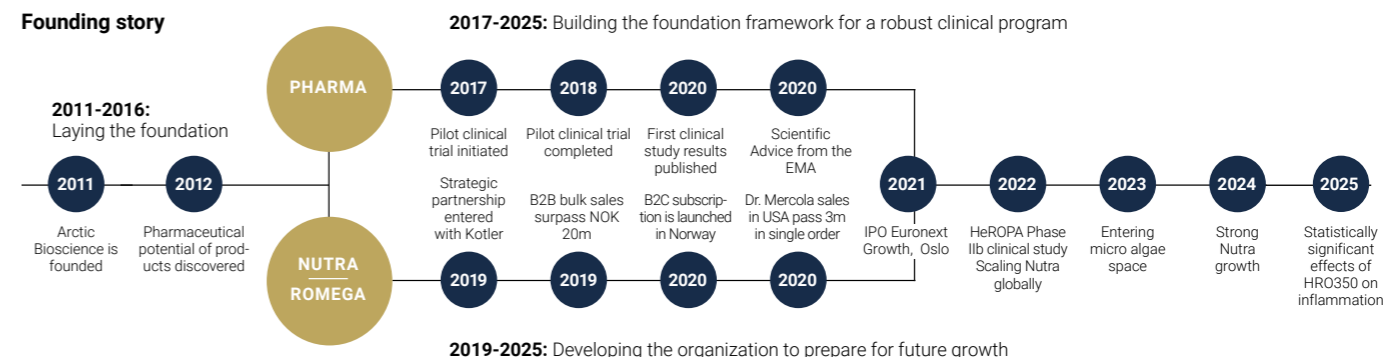 Founding story
2017-2025: Building the foundation framework for a robust clinical program
2011-2016:
Laying the foundation
2011
Arctic
Bioscience is
founded
2012
Pharmaceutical
potential of prod-
ucts discovered
PHARMA
2017
Pilot clinical
trial initiated
2018
Pilot clinical trial
completed
2020
First clinical
study results
published
2020
Scientific
Advice from the
EMA
NUTRA
ROMEGA
Strategic
partnership
entered
with Kotler
2019
B2B bulk sales
surpass NOK
20m
2019
B2C subscrip-
tion is launched
in Norway
2020
Dr. Mercola sales
in USA pass 3m
in single order
2020
2021
IPO Euronext
Growth, Oslo
2022
HeROPA Phase
IIb clinical study
Scaling Nutra
globally
2023
Entering
micro algae
space
2024
Strong
Nutra
growth
2025
Statistically
significant
effects of
HRO350 on
inflammation
2019-2025: Developing the organization to prepare for future growth